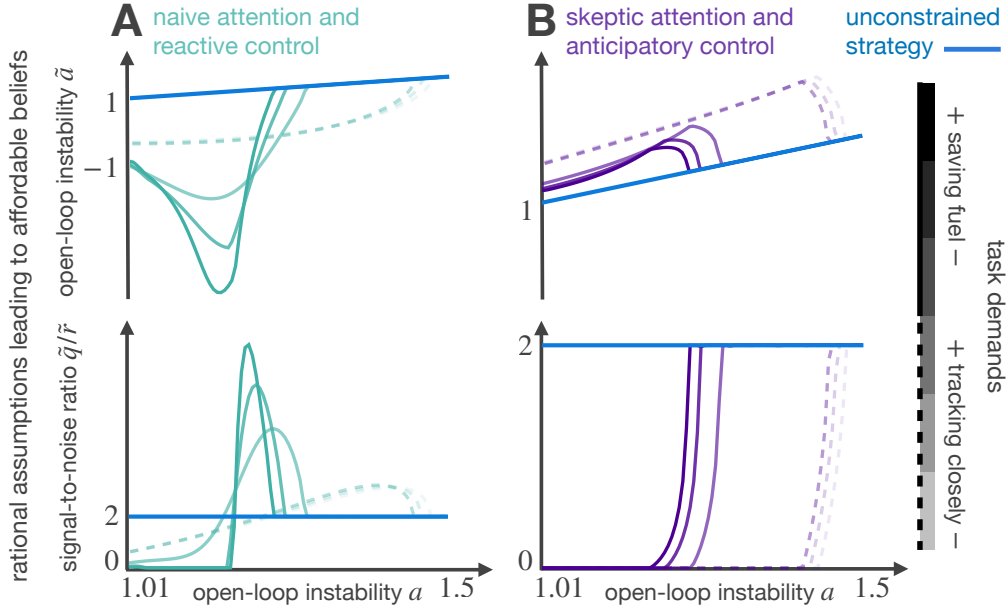 A
naive attention and
reactive control
B
skeptic attention and
anticipatory control
unconstrained
strategy
rational assumptions leading to affordable beliefs
open-loop instability ã
1
−1
1
signal-to-noise ratio q̃/r̃
2
0
1.01
open-loop instability a
1.5
2
0
1.01
open-loop instability a
1.5
+ saving fuel −
+ tracking closely −
task demands